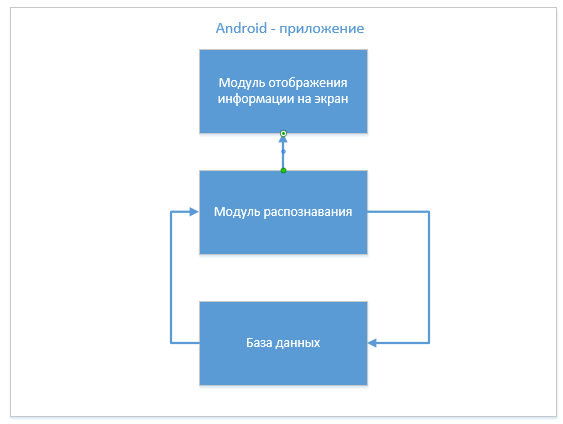 Android - приложение
Модуль отображения
информации на экран
Модуль распознавания
База данных